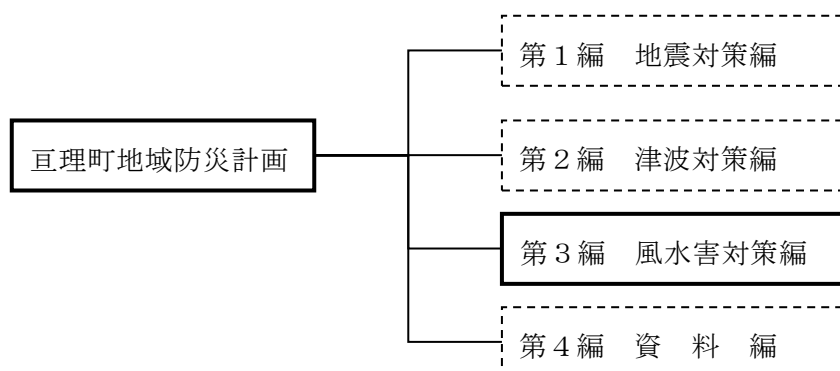 第１編　地震対策編
亘理町地域防災計画
第２編　津波対策編
第３編　風水害対策編
第４編　資　料　編